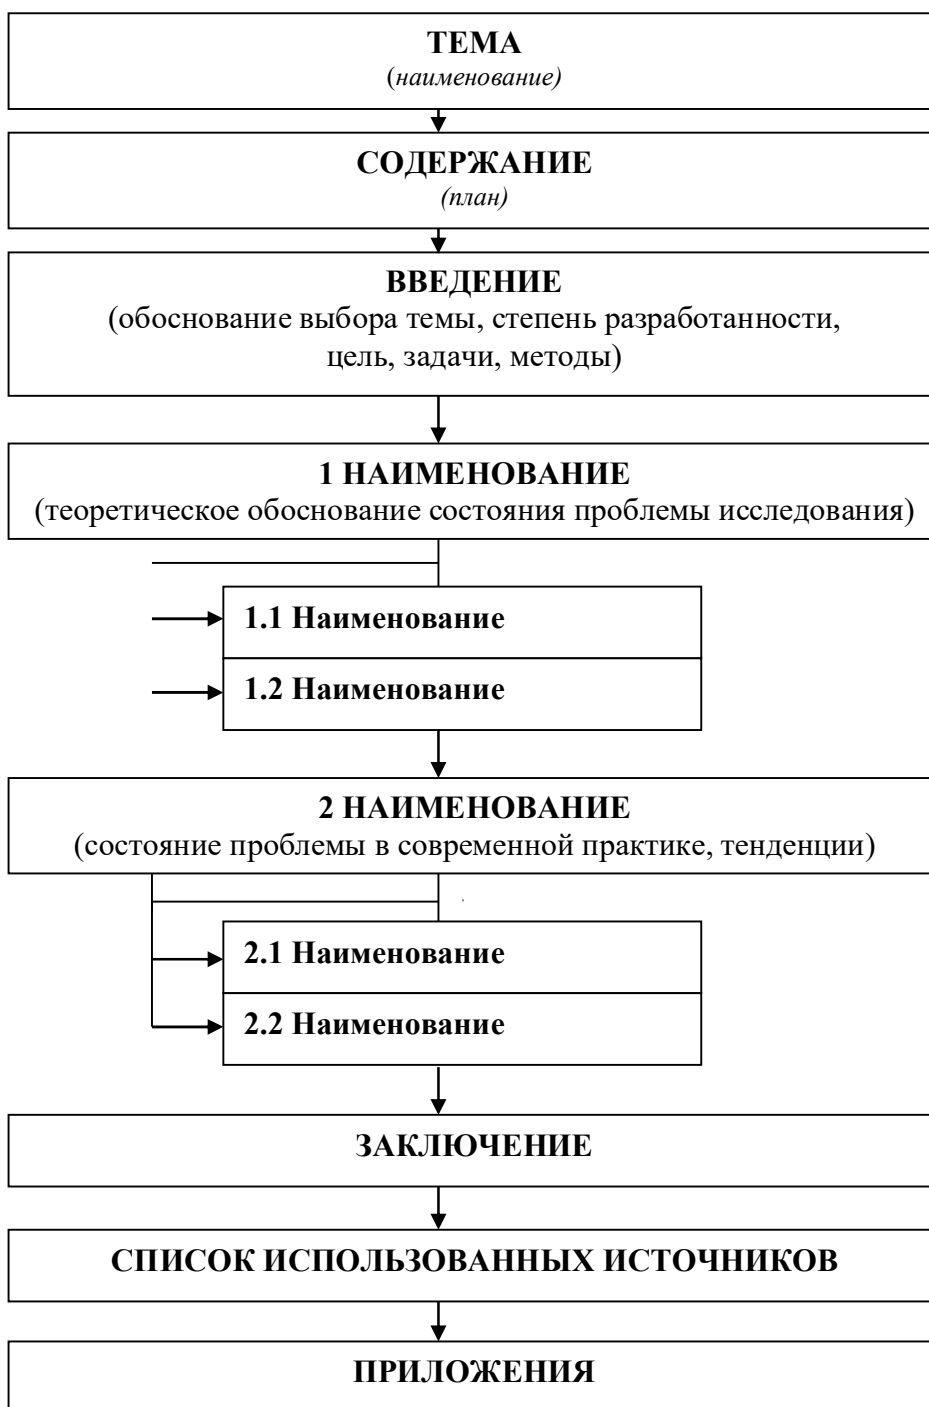 ТЕМА
(наименование)
СОДЕРЖАНИЕ
(план)
ВВЕДЕНИЕ
(обоснование выбора темы, степень разработанности,
цель, задачи, методы)
1 НАИМЕНОВАНИЕ
(теоретическое обоснование состояния проблемы исследования)
1.1 Наименование
1.2 Наименование
2 НАИМЕНОВАНИЕ
(состояние проблемы в современной практике, тенденции)
2.1 Наименование
2.2 Наименование
ЗАКЛЮЧЕНИЕ
СПИСОК ИСПОЛЬЗОВАННЫХ ИСТОЧНИКОВ
ПРИЛОЖЕНИЯ